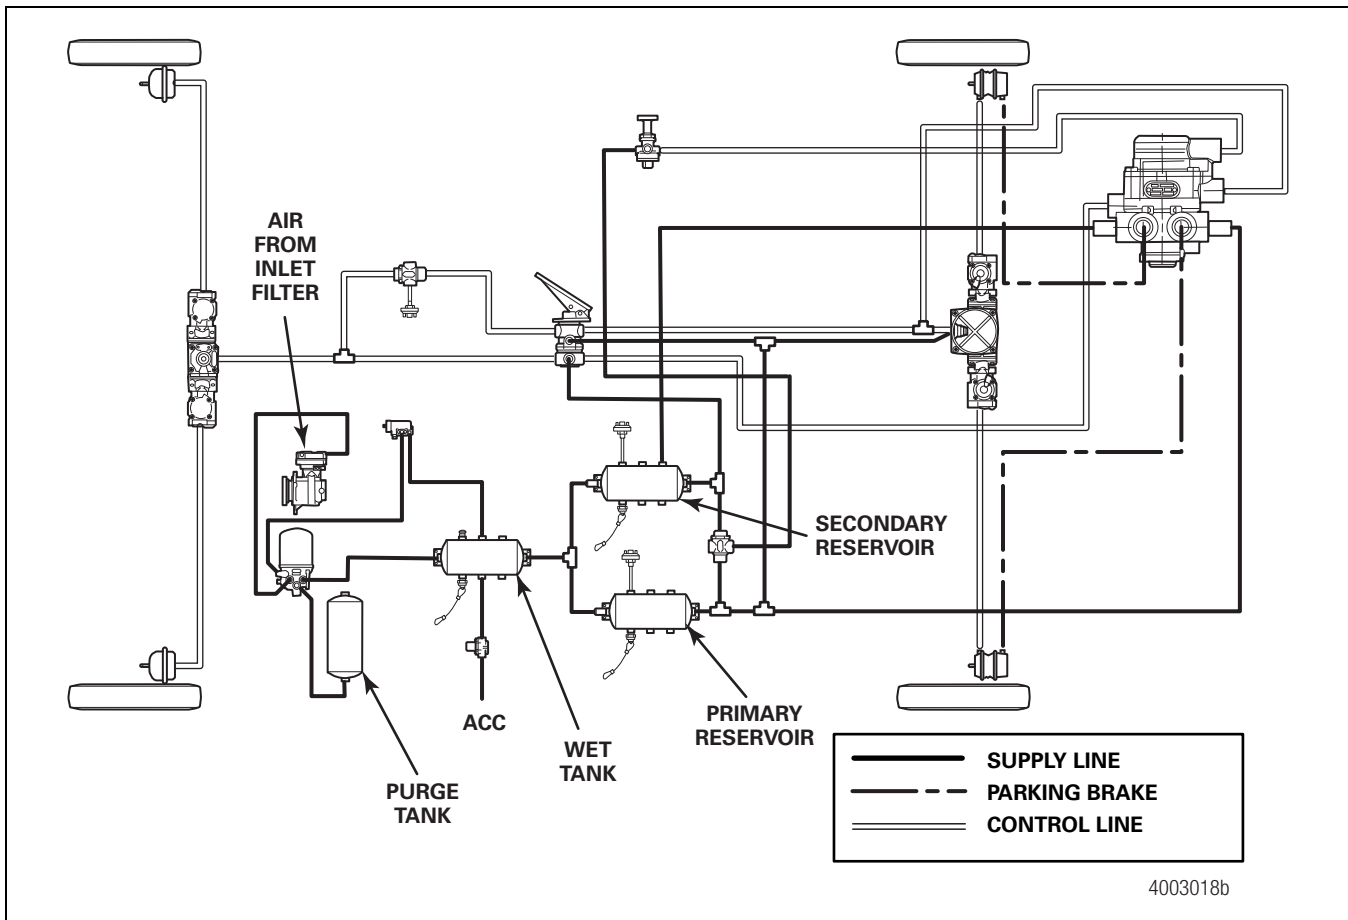 AIR
FROM
INLET
FILTER
SECONDARY
RESERVOIR
PRIMARY
RESERVOIR
ACC
WET
TANK
PURGE
TANK
SUPPLY LINE
PARKING BRAKE
CONTROL LINE
4003018b